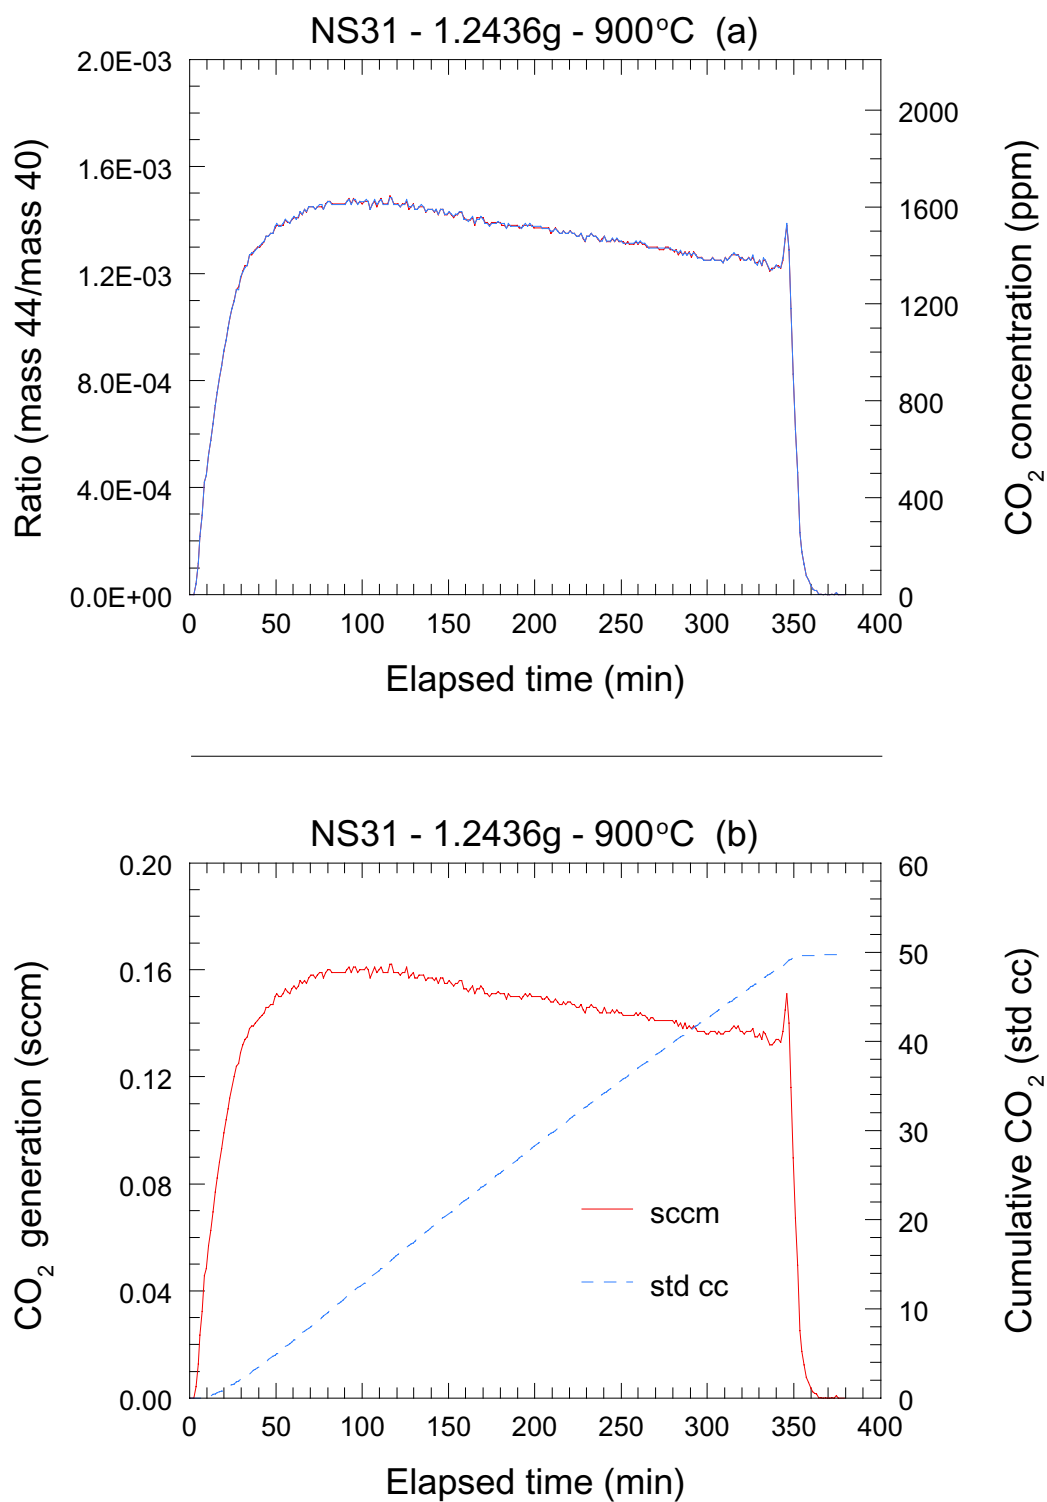 NS31 - 1.2436g - 900°C (a)
2.0E-03
1.6E-03
1.2E-03
8.0E-04
4.0E-04
0.0E+00
Ratio (mass 44/mass 40)
2000
1600
1200
800
400
0
CO₂ concentration (ppm)
0 50 100 150 200 250 300 350 400
Elapsed time (min)
NS31 - 1.2436g - 900°C (b)
0.20
0.16
0.12
0.08
0.04
0.00
CO₂ generation (sccm)
60
50
40
30
20
10
0
Cumulative CO₂ (std cc)
sccm
std cc
0 50 100 150 200 250 300 350 400
Elapsed time (min)